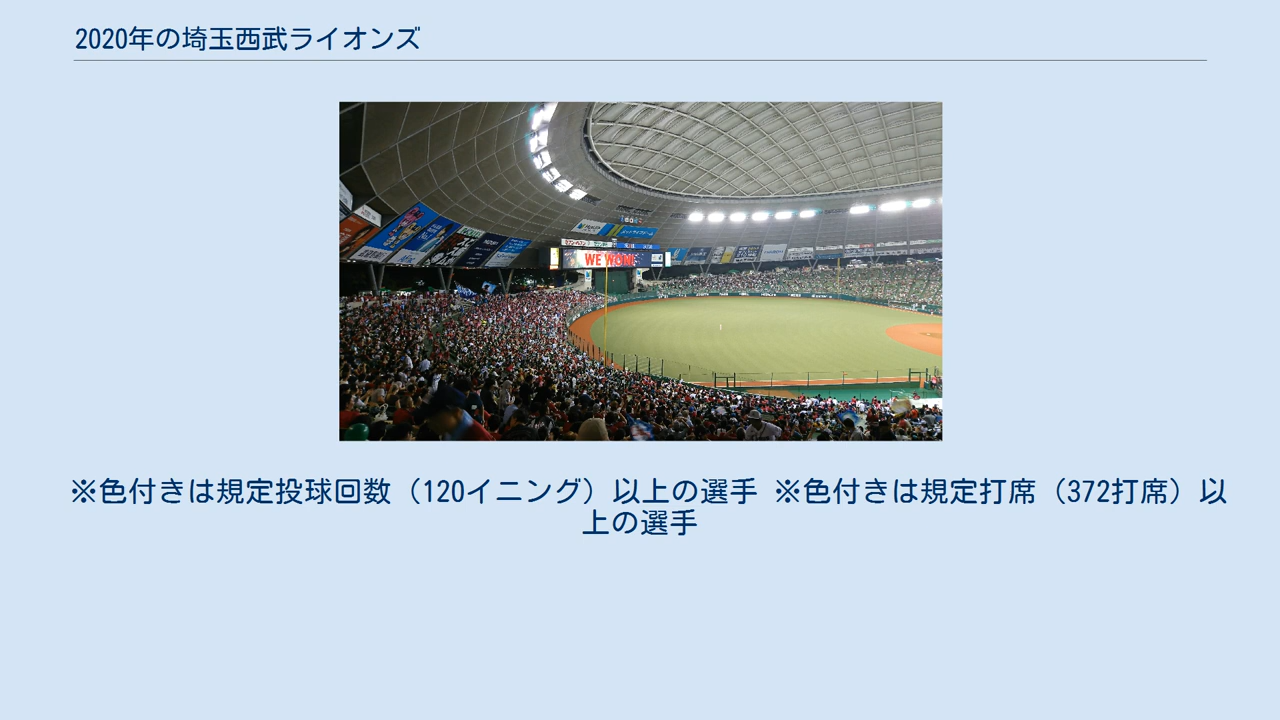 2020年の埼玉西武ライオンズ
WE WON!
※色付きは規定投球回数（120イニング）以上の選手 ※色付きは規定打席（372打席）以
上の選手